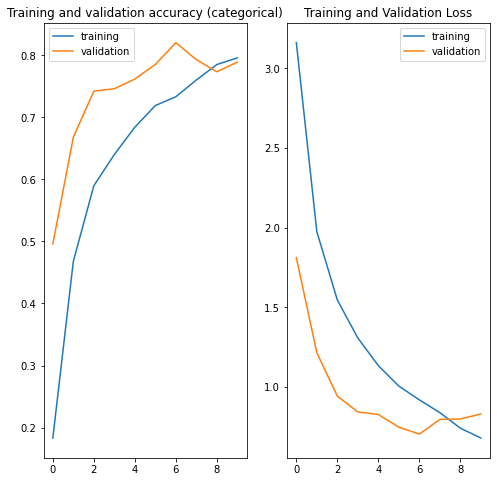 Training and validation accuracy (categorical)
training
validation
0.8
0.7
0.6
0.5
0.4
0.3
0.2
0 2 4 6 8
Training and Validation Loss
training
validation
3.0
2.5
2.0
1.5
1.0
0 2 4 6 8